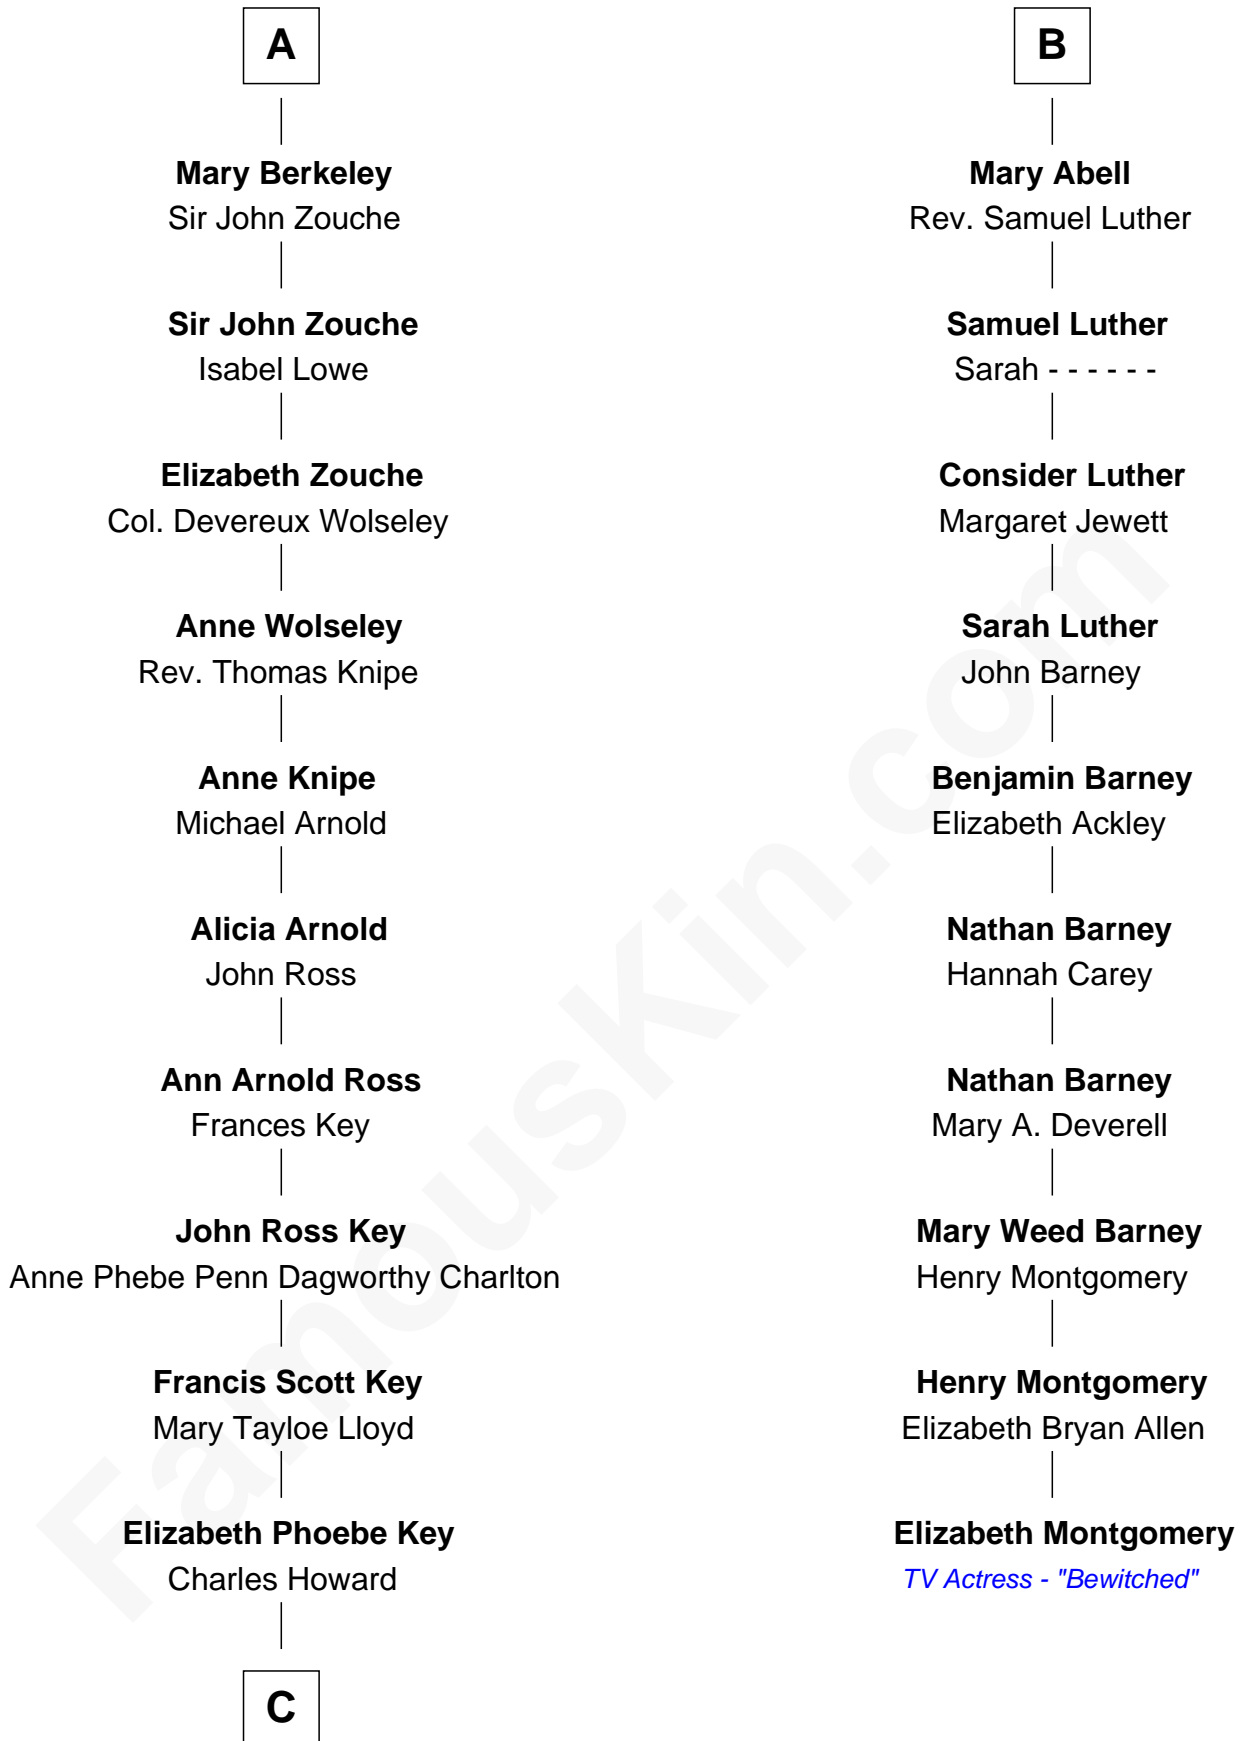 A
Mary Berkeley
Sir John Zouche
Sir John Zouche
Isabel Lowe
Elizabeth Zouche
Col. Devereux Wolseley
Anne Wolseley
Rev. Thomas Knipe
Anne Knipe
Michael Arnold
Alicia Arnold
John Ross
Ann Arnold Ross
Frances Key
John Ross Key
Anne Phebe Penn Dagworthy Charlton
Francis Scott Key
Mary Tayloe Lloyd
Elizabeth Phoebe Key
Charles Howard
C
B
Mary Abell
Rev. Samuel Luther
Samuel Luther
Sarah - - - - - -
Consider Luther
Margaret Jewett
Sarah Luther
John Barney
Benjamin Barney
Elizabeth Ackley
Nathan Barney
Hannah Carey
Nathan Barney
Mary A. Deverell
Mary Weed Barney
Henry Montgomery
Henry Montgomery
Elizabeth Bryan Allen
Elizabeth Montgomery
TV Actress - "Bewitched"
FamousKin.com